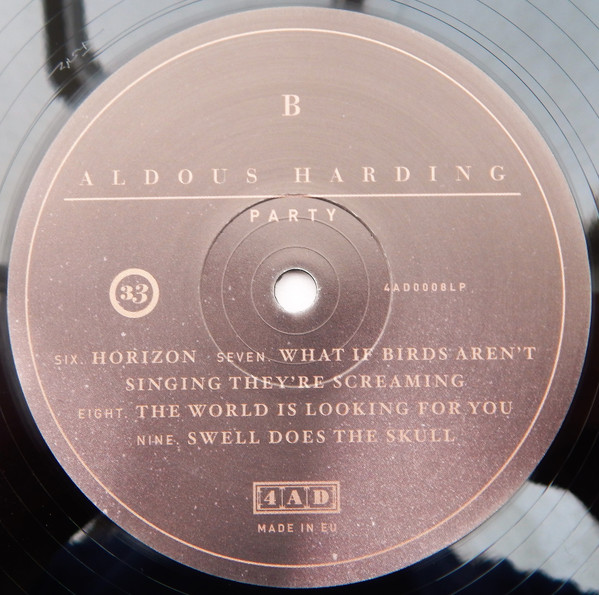 B
ALDOUS HARDING
PARTY
33
4AD0008LP
SIX. HORIZON SEVEN. WHAT IF BIRDS AREN'T
SINGING THEY'RE SCREAMING
EIGHT. THE WORLD IS LOOKING FOR YOU
NINE. SWELL DOES THE SKULL
4AD
MADE IN EU